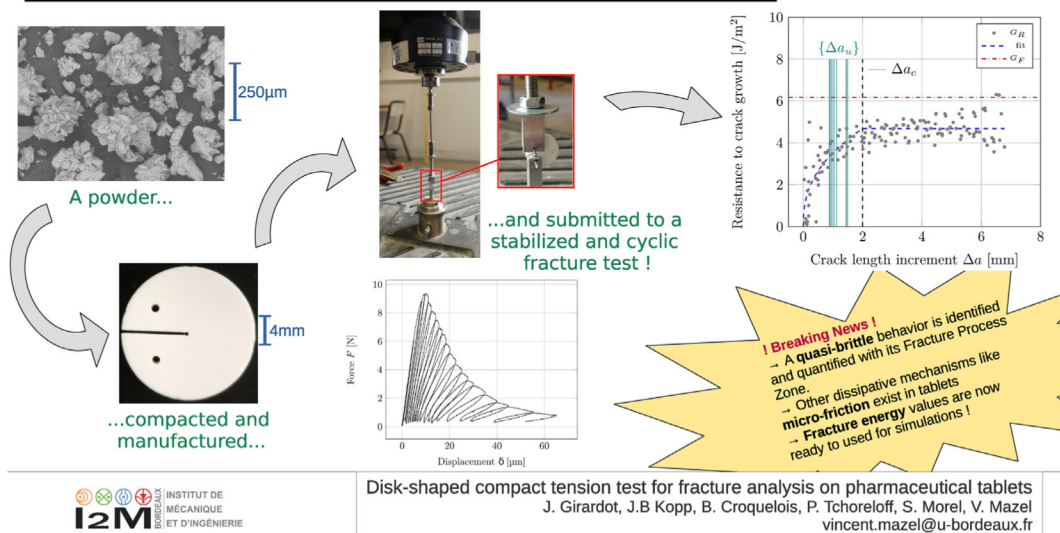 250µm
A powder...
4mm
...compacted and
manufactured...
...and submitted to a
stabilized and cyclic
fracture test !
Force F [N]
10
8
6
4
2
0
0 10 20 30 40 50 60 70
Displacement δ [µm]
Resistance to crack growth [J/m²]
10
8
6
4
2
0
0 2 4 6 8
Crack length increment Δa [mm]
{Δa_u}
Δa_c
G_R
fit
G_F
! Breaking News !
→ A quasi-brittle behavior is identified
and quantified with its Fracture Process
Zone.
→ Other dissipative mechanisms like
micro-friction exist in tablets
→ Fracture energy values are now
ready to used for simulations !
I2M
BORDEAUX
INSTITUT DE
MÉCANIQUE
ET D'INGÉNIERIE
Disk-shaped compact tension test for fracture analysis on pharmaceutical tablets
J. Girardot, J.B Kopp, B. Croquelois, P. Tchoreloff, S. Morel, V. Mazel
vincent.mazel@u-bordeaux.fr